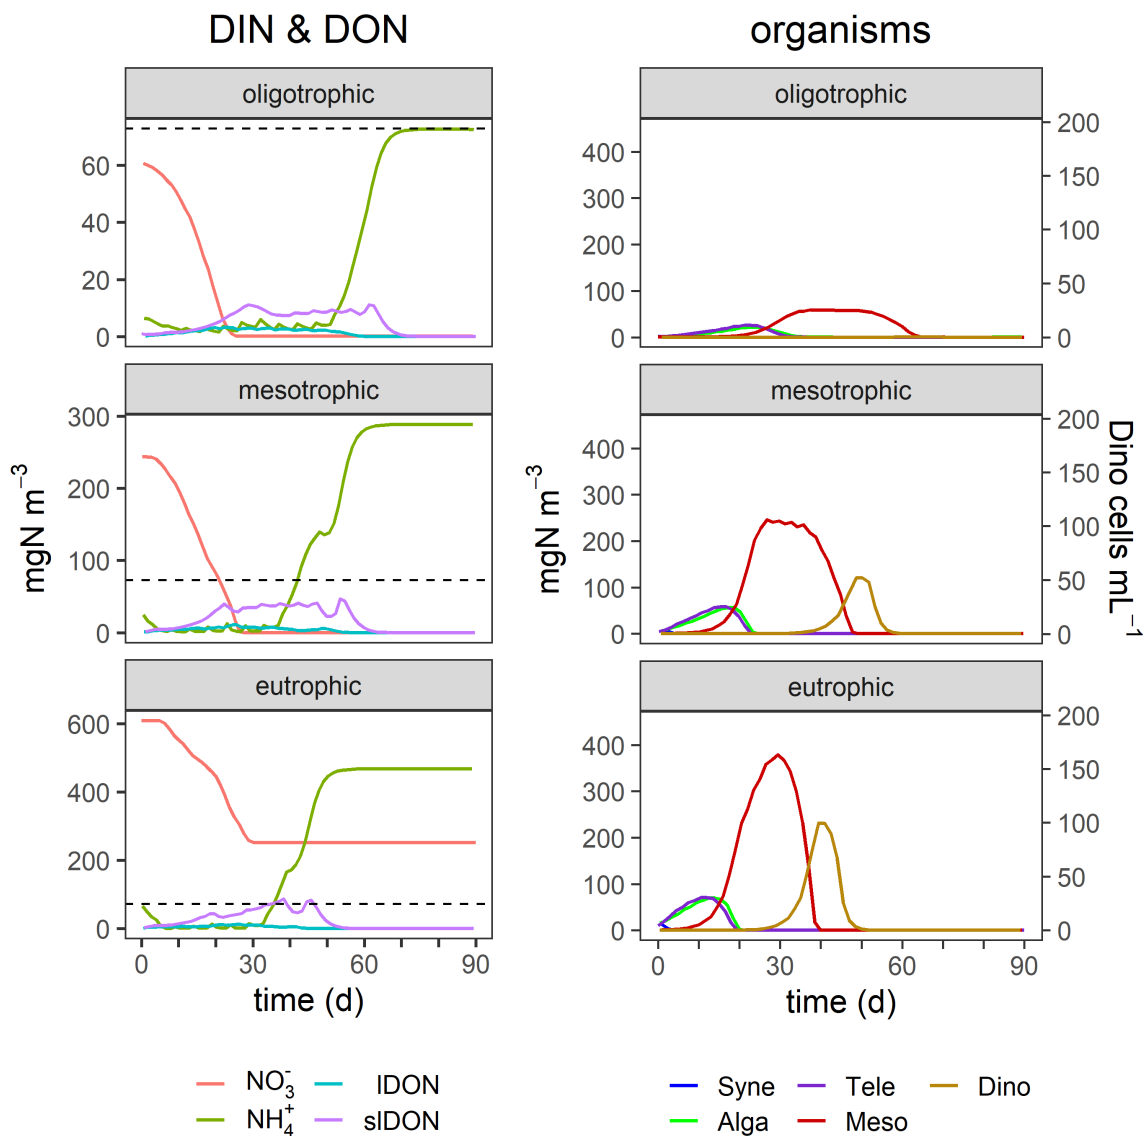 DIN & DON
organisms
oligotrophic
oligotrophic
60
40
20
0
400
300
200
100
0
200
150
100
50
0
mesotrophic
mesotrophic
300
200
100
0
400
300
200
100
0
200
150
100
50
0
mgN m⁻³
mgN m⁻³
Dino cells mL⁻¹
eutrophic
eutrophic
600
400
200
0
400
300
200
100
0
200
150
100
50
0
0 30 60 90
0 30 60 90
time (d)
time (d)
NO₃⁻ lDON
NH₄⁺ slDON
Syne Tele Dino
Alga Meso